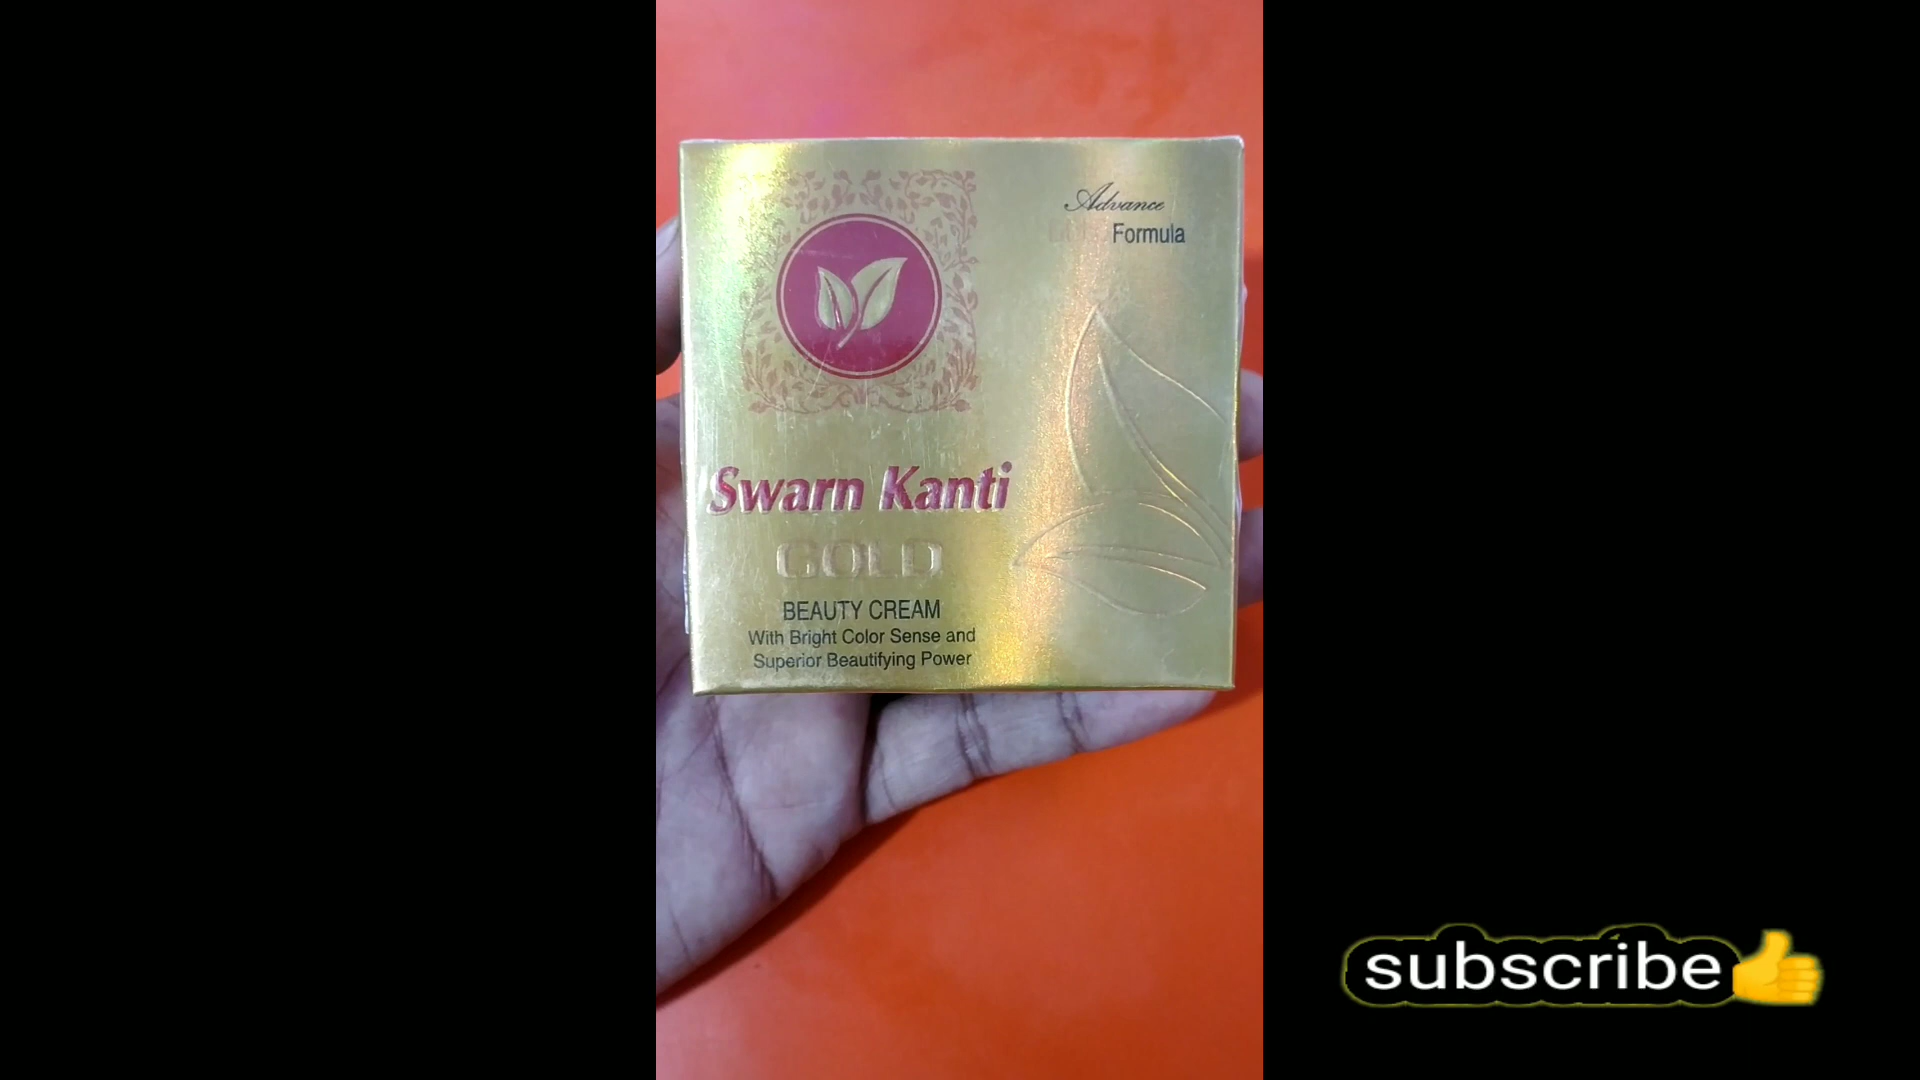 Advance
Formula
Swarn Kanti
GOLD
BEAUTY CREAM
With Bright Color Sense and
Superior Beautifying Power
subscribe